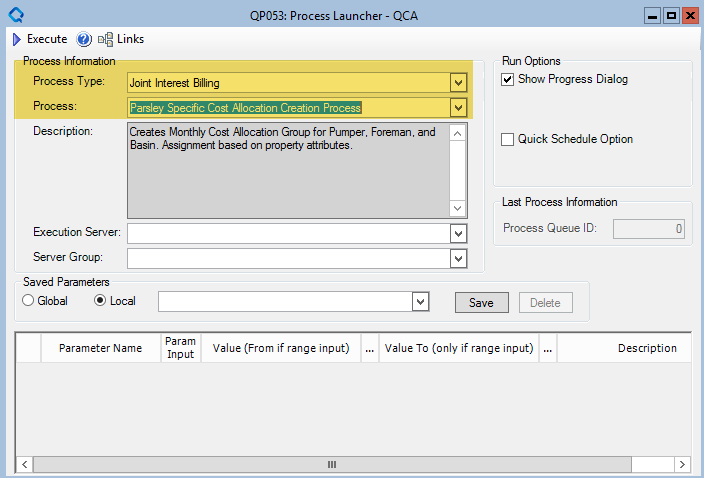 QP053: Process Launcher - QCA
Execute Links
Process Information
Process Type: Joint Interest Billing
Process: Parsley Specific Cost Allocation Creation Process
Description: Creates Monthly Cost Allocation Group for Pumper, Foreman, and
Basin. Assignment based on property attributes.
Execution Server:
Server Group:
Run Options
Show Progress Dialog
Quick Schedule Option
Last Process Information
Process Queue ID: 0
Saved Parameters
Global Local Save Delete
Parameter Name Param Input Value (From if range input) ... Value To (only if range input) ... Description